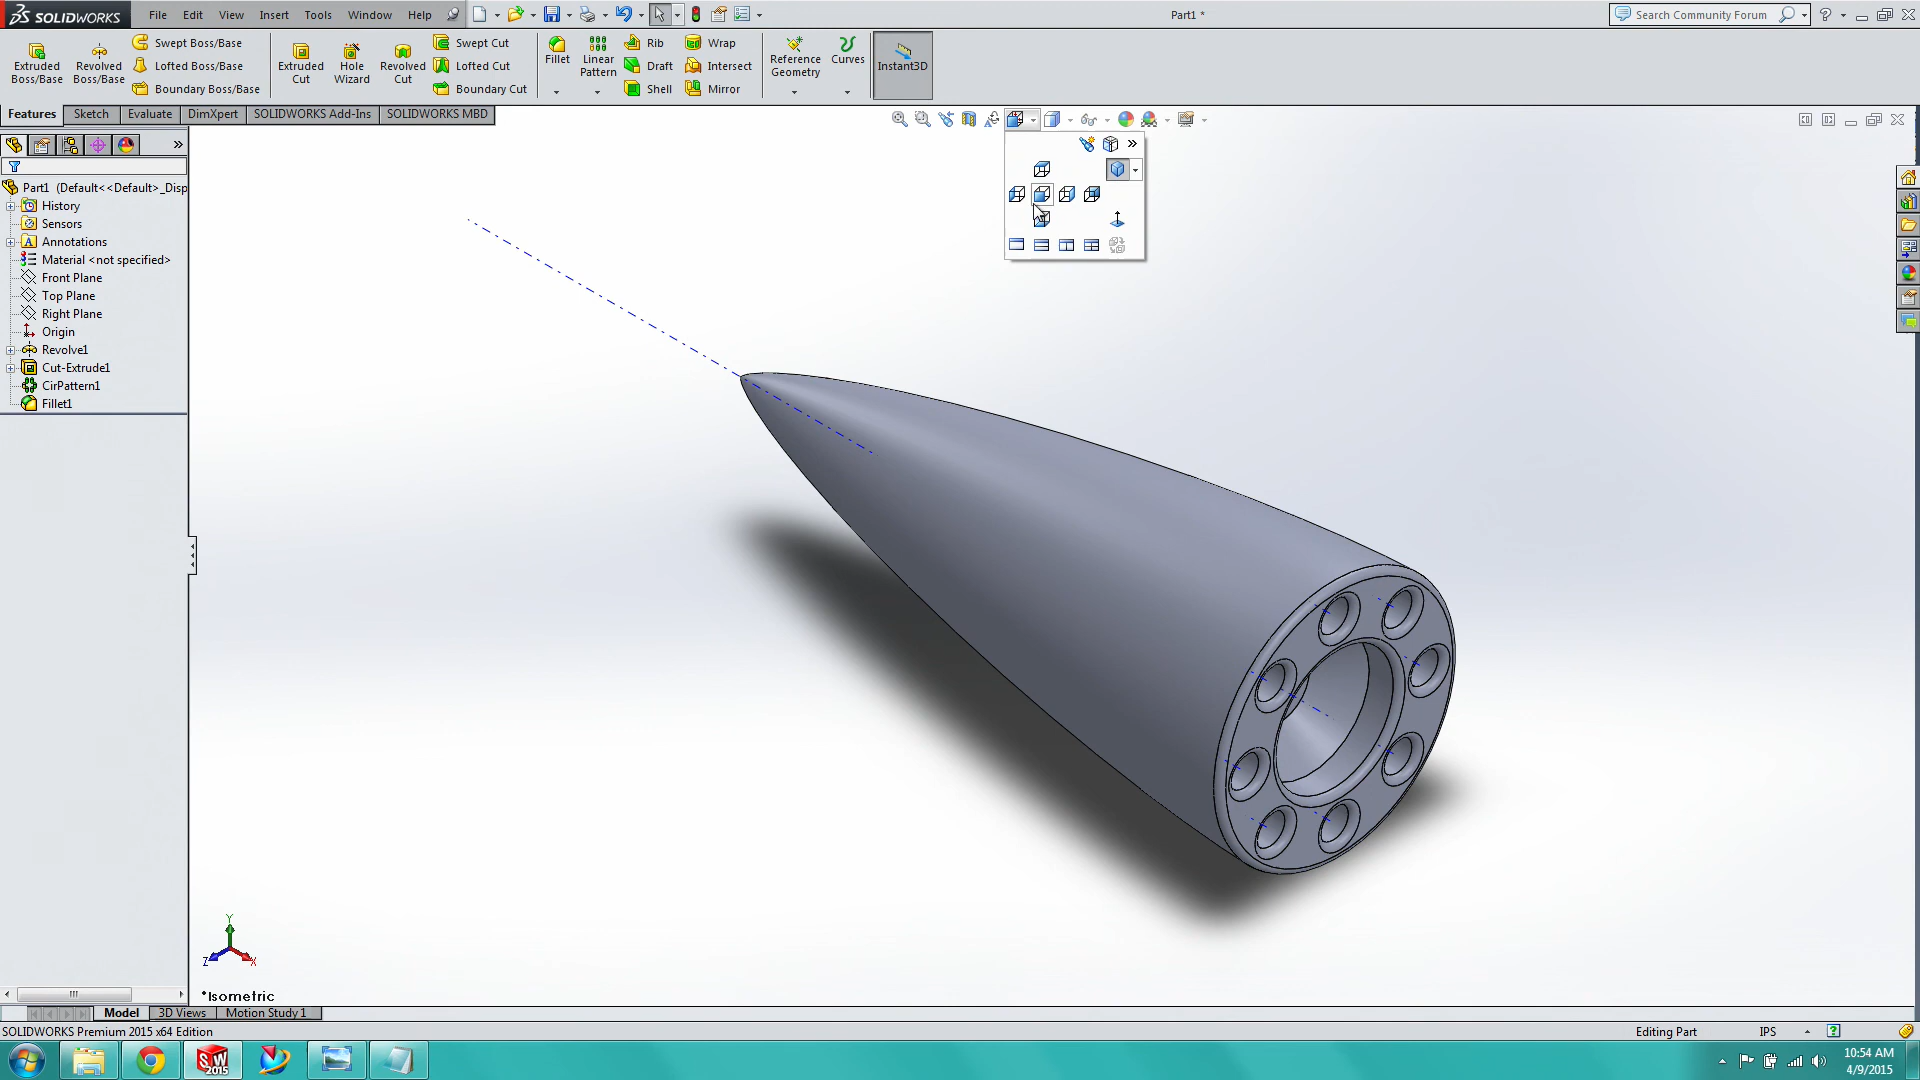 SOLIDWORKS File Edit View Insert Tools Window Help Part1 * Search Community Forum
Extruded Boss/Base
Revolved Boss/Base
Swept Boss/Base
Lofted Boss/Base
Boundary Boss/Base
Extruded Cut
Hole Wizard
Revolved Cut
Swept Cut
Lofted Cut
Boundary Cut
Fillet
Linear Pattern
Rib
Draft
Shell
Wrap
Intersect
Mirror
Reference Geometry
Curves
Instant3D
Features Sketch Evaluate DimXpert SOLIDWORKS Add-Ins SOLIDWORKS MBD
Part1 (Default<<Default>_Disp
History
Sensors
Annotations
Material <not specified>
Front Plane
Top Plane
Right Plane
Origin
Revolve1
Cut-Extrude1
CirPattern1
Fillet1
Y
Z X
*Isometric
Model 3D Views Motion Study 1
SOLIDWORKS Premium 2015 x64 Edition Editing Part IPS
10:54 AM
4/9/2015